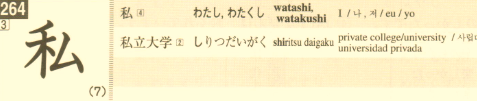 264
3
私
(7)
私 4 わたし, わたくし watashi, watakushi I / 나, 저 / eu / yo
私立大学 2 しりつだいがく shiritsu daigaku private college/university /
universidad privada